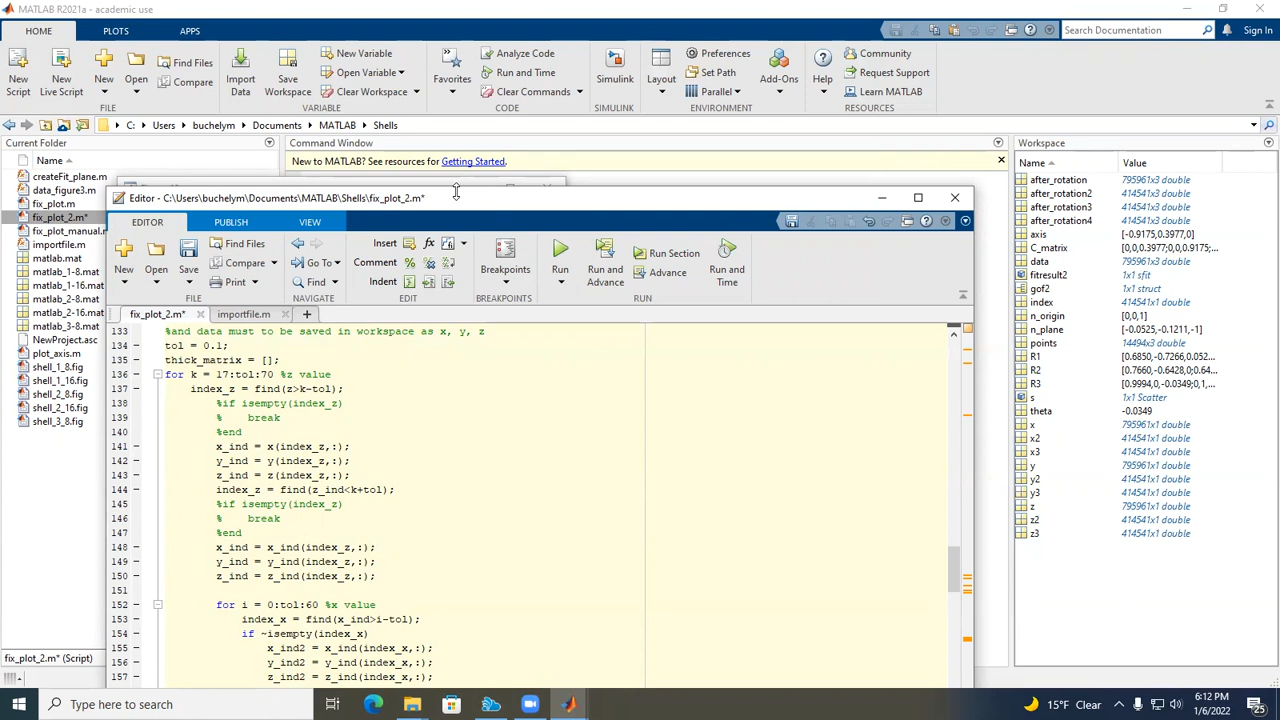 MATLAB R2021a - academic use
HOME PLOTS APPS
Search Documentation Sign In
New Script
New Live Script
New
Open
Find Files
Compare
Import Data
Save Workspace
New Variable
Open Variable
Clear Workspace
Favorites
Analyze Code
Run and Time
Clear Commands
Simulink
Layout
Preferences
Set Path
Parallel
Add-Ons
Help
Community
Request Support
Learn MATLAB
FILE VARIABLE CODE SIMULINK ENVIRONMENT RESOURCES
C: Users buchelym Documents MATLAB Shells
Current Folder
Name
createFit_plane.m
data_figure3.m
fix_plot.m
fix_plot_2.m*
fix_plot_manual.
importfile.m
matlab.mat
matlab_1-8.mat
matlab_1-16.mat
matlab_2-8.mat
matlab_2-16.mat
matlab_3-8.mat
NewProject.asc
plot_axis.m
shell_1_8.fig
shell_1_16.fig
shell_2_8.fig
shell_2_16.fig
shell_3_8.fig
fix_plot_2.m* (Script)
Command Window
New to MATLAB? See resources for Getting Started.
Editor - C:\Users\buchelym\Documents\MATLAB\Shells\fix_plot_2.m*
EDITOR PUBLISH VIEW
New
Open
Save
Find Files
Compare
Print
Go To
Find
Insert
Comment
Indent
Breakpoints
Run
Run and Advance
Run Section
Advance
Run and Time
FILE NAVIGATE EDIT BREAKPOINTS RUN
fix_plot_2.m* importfile.m
133 %and data must to be saved in workspace as x, y, z
134 tol = 0.1;
135 thick_matrix = [];
136 for k = 17:tol:70 %z value
137 index_z = find(z>k-tol);
138 %if isempty(index_z)
139 % break
140 %end
141 x_ind = x(index_z,:);
142 y_ind = y(index_z,:);
143 z_ind = z(index_z,:);
144 index_z = find(z_ind<k+tol);
145 %if isempty(index_z)
146 % break
147 %end
148 x_ind = x_ind(index_z,:);
149 y_ind = y_ind(index_z,:);
150 z_ind = z_ind(index_z,:);
151
152 for i = 0:tol:60 %x value
153 index_x = find(x_ind>i-tol);
154 if ~isempty(index_x)
155 x_ind2 = x_ind(index_x,:);
156 y_ind2 = y_ind(index_x,:);
157 z_ind2 = z_ind(index_x,:);
Workspace
Name Value
after_rotation 795961x3 double
after_rotation2 414541x3 double
after_rotation3 414541x3 double
after_rotation4 414541x3 double
axis [-0.9175,0.3977,0]
C_matrix [0,0,0.3977;0,0,0.9175;...
data 795961x3 double
fitresult2 1x1 sfit
gof2 1x1 struct
index 414541x1 double
n_origin [0,0,1]
n_plane [-0.0525,-0.1211,-1]
points 14494x3 double
R1 [0.6850,-0.7266,0.052...
R2 [0.7660,-0.6428,0;0.64...
R3 [0.9994,0,-0.0349;0,1,...
s 1x1 Scatter
theta -0.0349
x 795961x1 double
x2 414541x1 double
x3 414541x1 double
y 795961x1 double
y2 414541x1 double
y3 414541x1 double
z 795961x1 double
z2 414541x1 double
z3 414541x1 double
Type here to search
15°F Clear
6:12 PM
1/6/2022
25